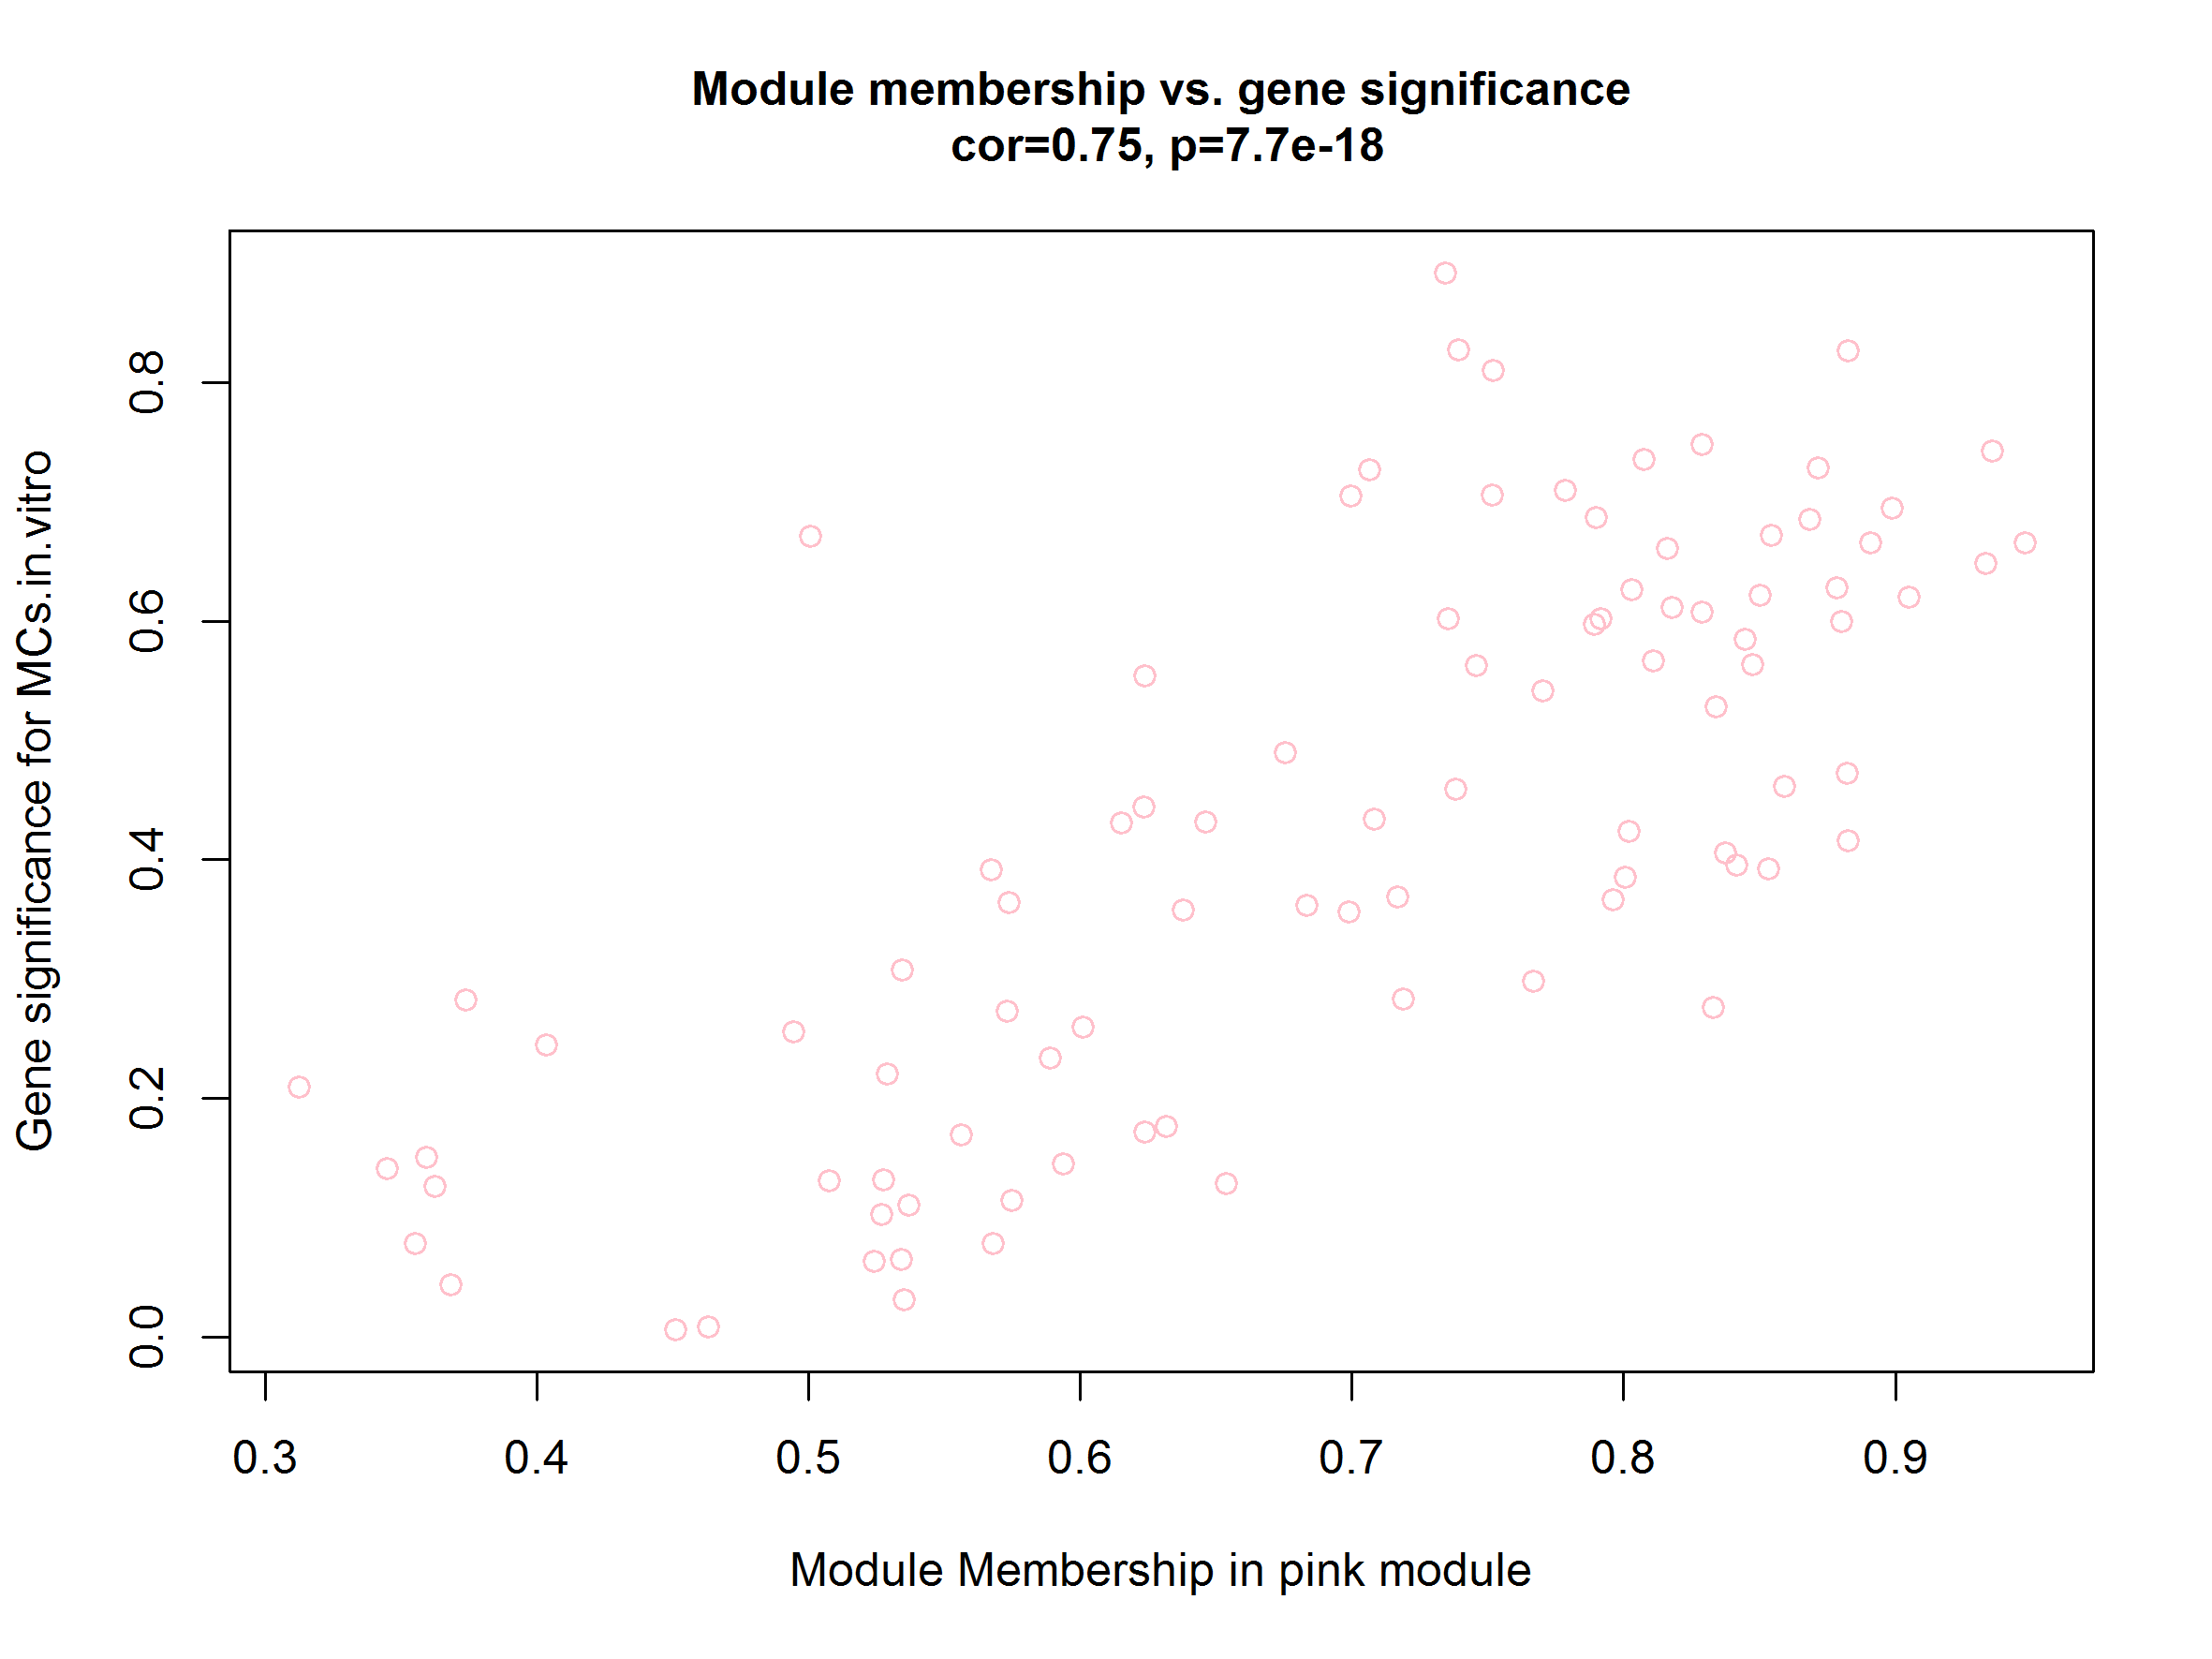 Module membership vs. gene significance
cor=0.75, p=7.7e-18
Gene significance for MCs.in.vitro
0.8
0.6
0.4
0.2
0.0
0.3 0.4 0.5 0.6 0.7 0.8 0.9
Module Membership in pink module